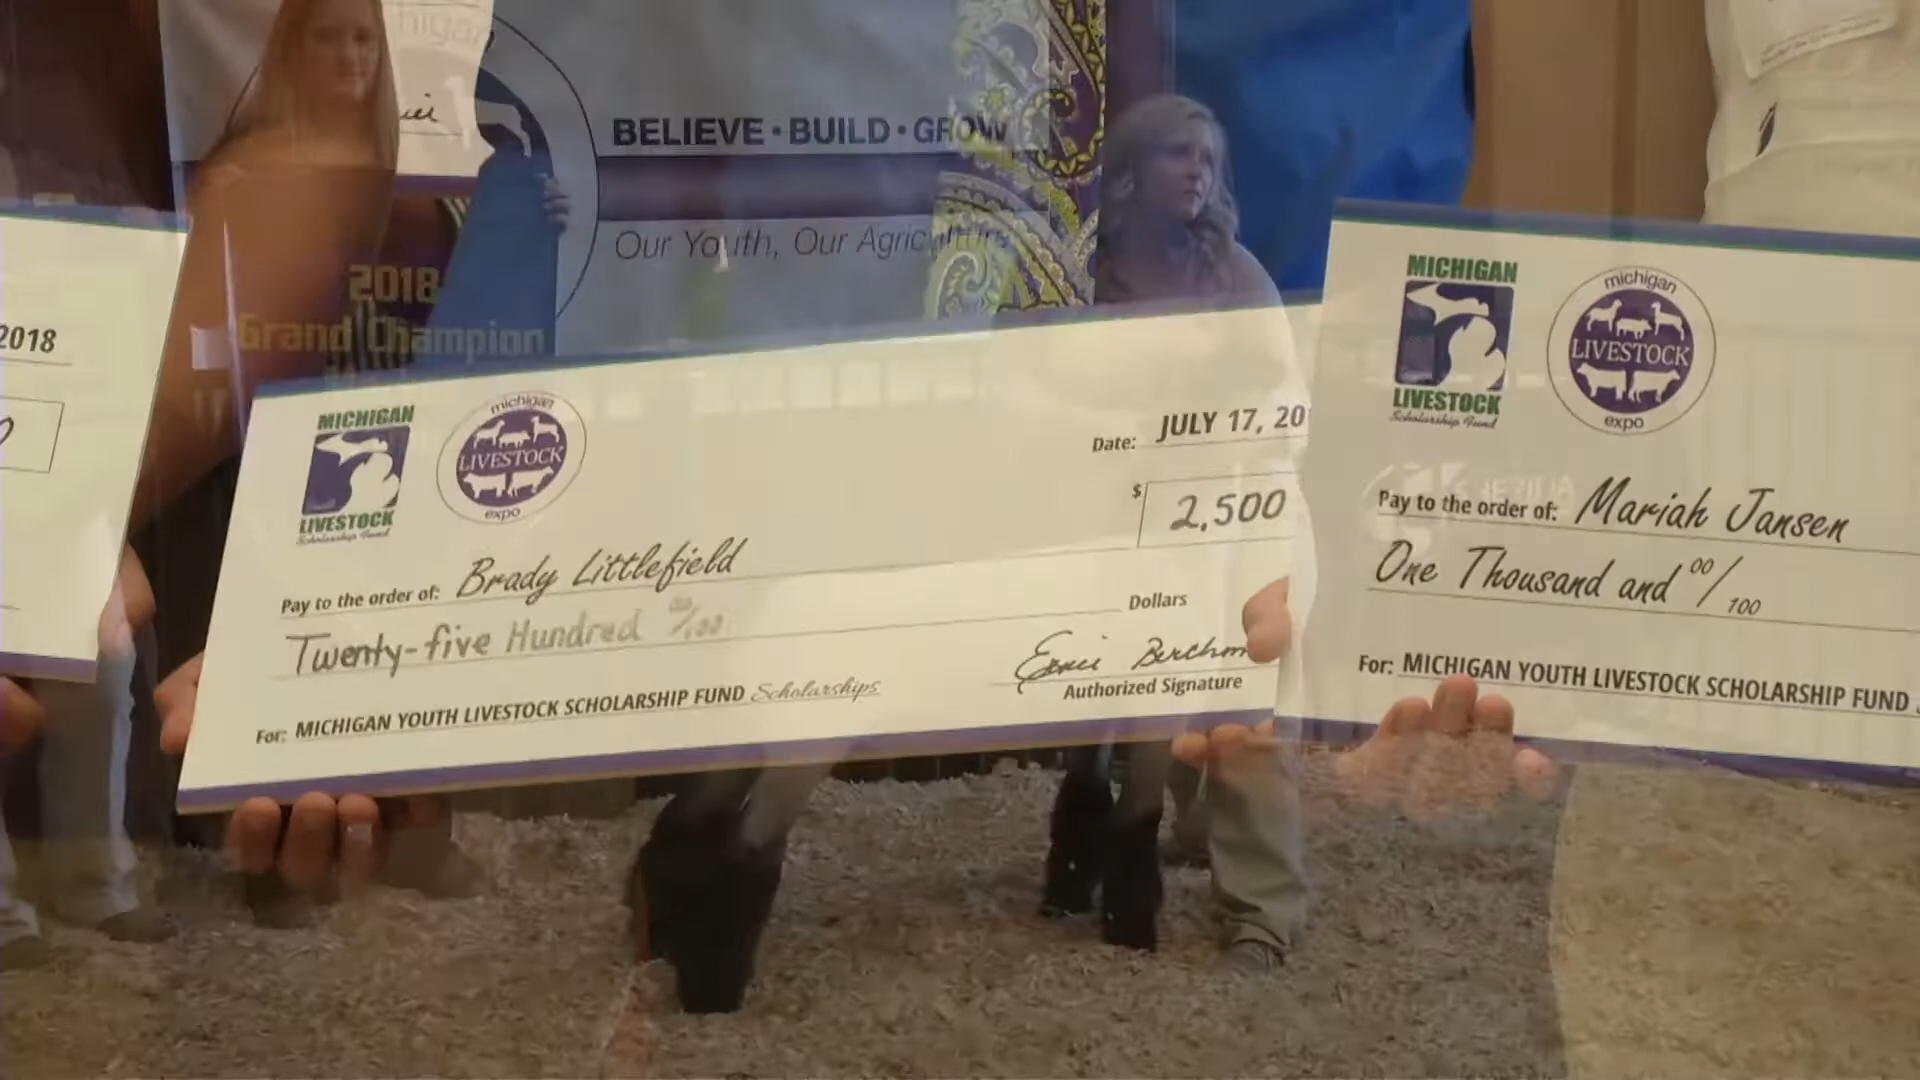 BELIEVE • BUILD • GROW
Our Youth, Our Agriculture
2018
Grand Champion
2018
MICHIGAN
LIVESTOCK
Scholarship Fund
michigan
LIVESTOCK
expo
Date: JULY 17, 20
$ 2,500
Pay to the order of: Brady Littlefield
Twenty-five Hundred 00/100
Dollars
Authorized Signature
For: MICHIGAN YOUTH LIVESTOCK SCHOLARSHIP FUND Scholarships
MICHIGAN
LIVESTOCK
Scholarship Fund
michigan
LIVESTOCK
expo
Pay to the order of: Mariah Jansen
One Thousand and 00/100
For: MICHIGAN YOUTH LIVESTOCK SCHOLARSHIP FUND